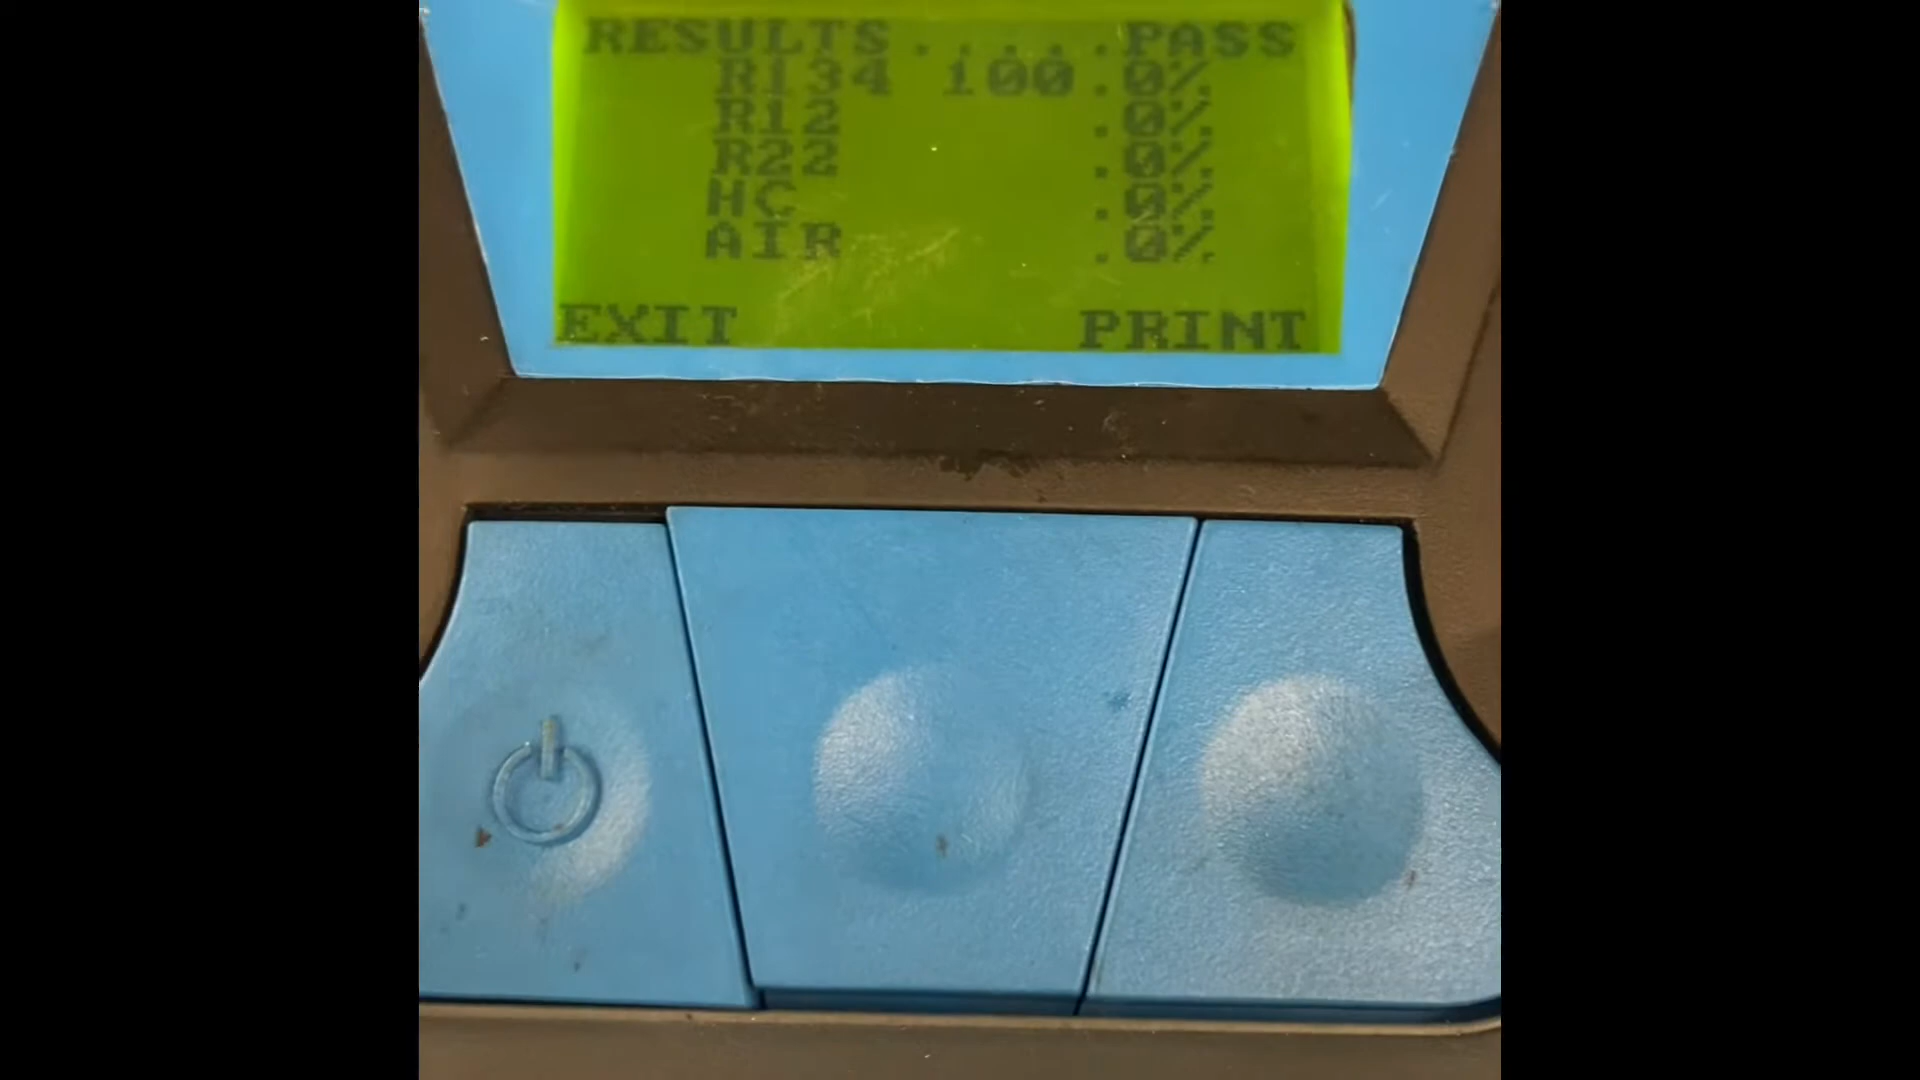 RESULTS.....PASS
R134 100.0%
R12 .0%
R22 .0%
HC .0%
AIR .0%
EXIT PRINT